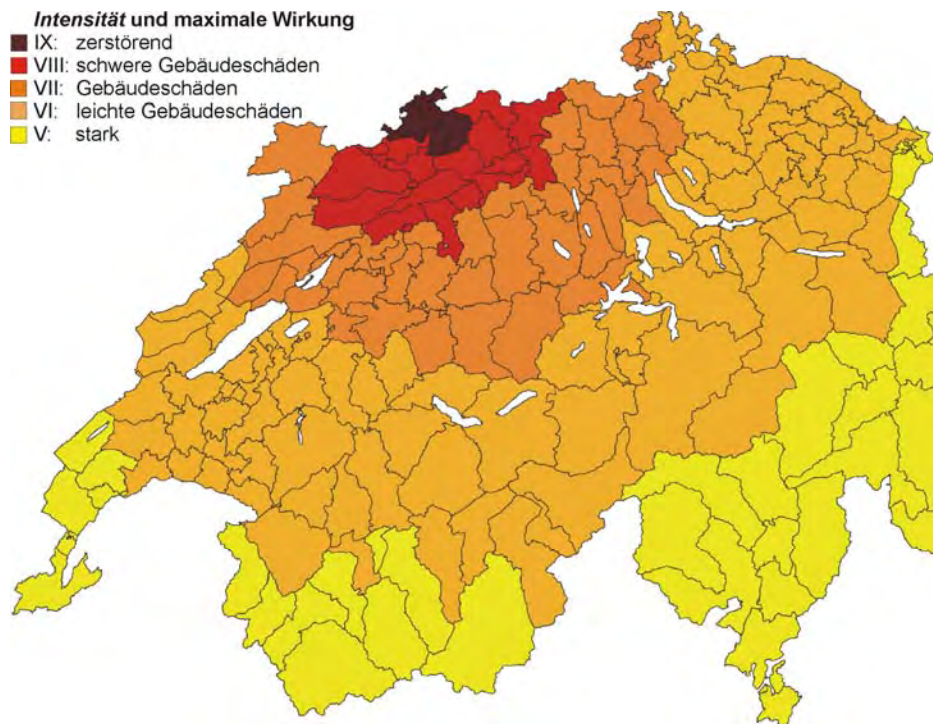 Intensität und maximale Wirkung
IX: zerstörend
VIII: schwere Gebäudeschäden
VII: Gebäudeschäden
VI: leichte Gebäudeschäden
V: stark